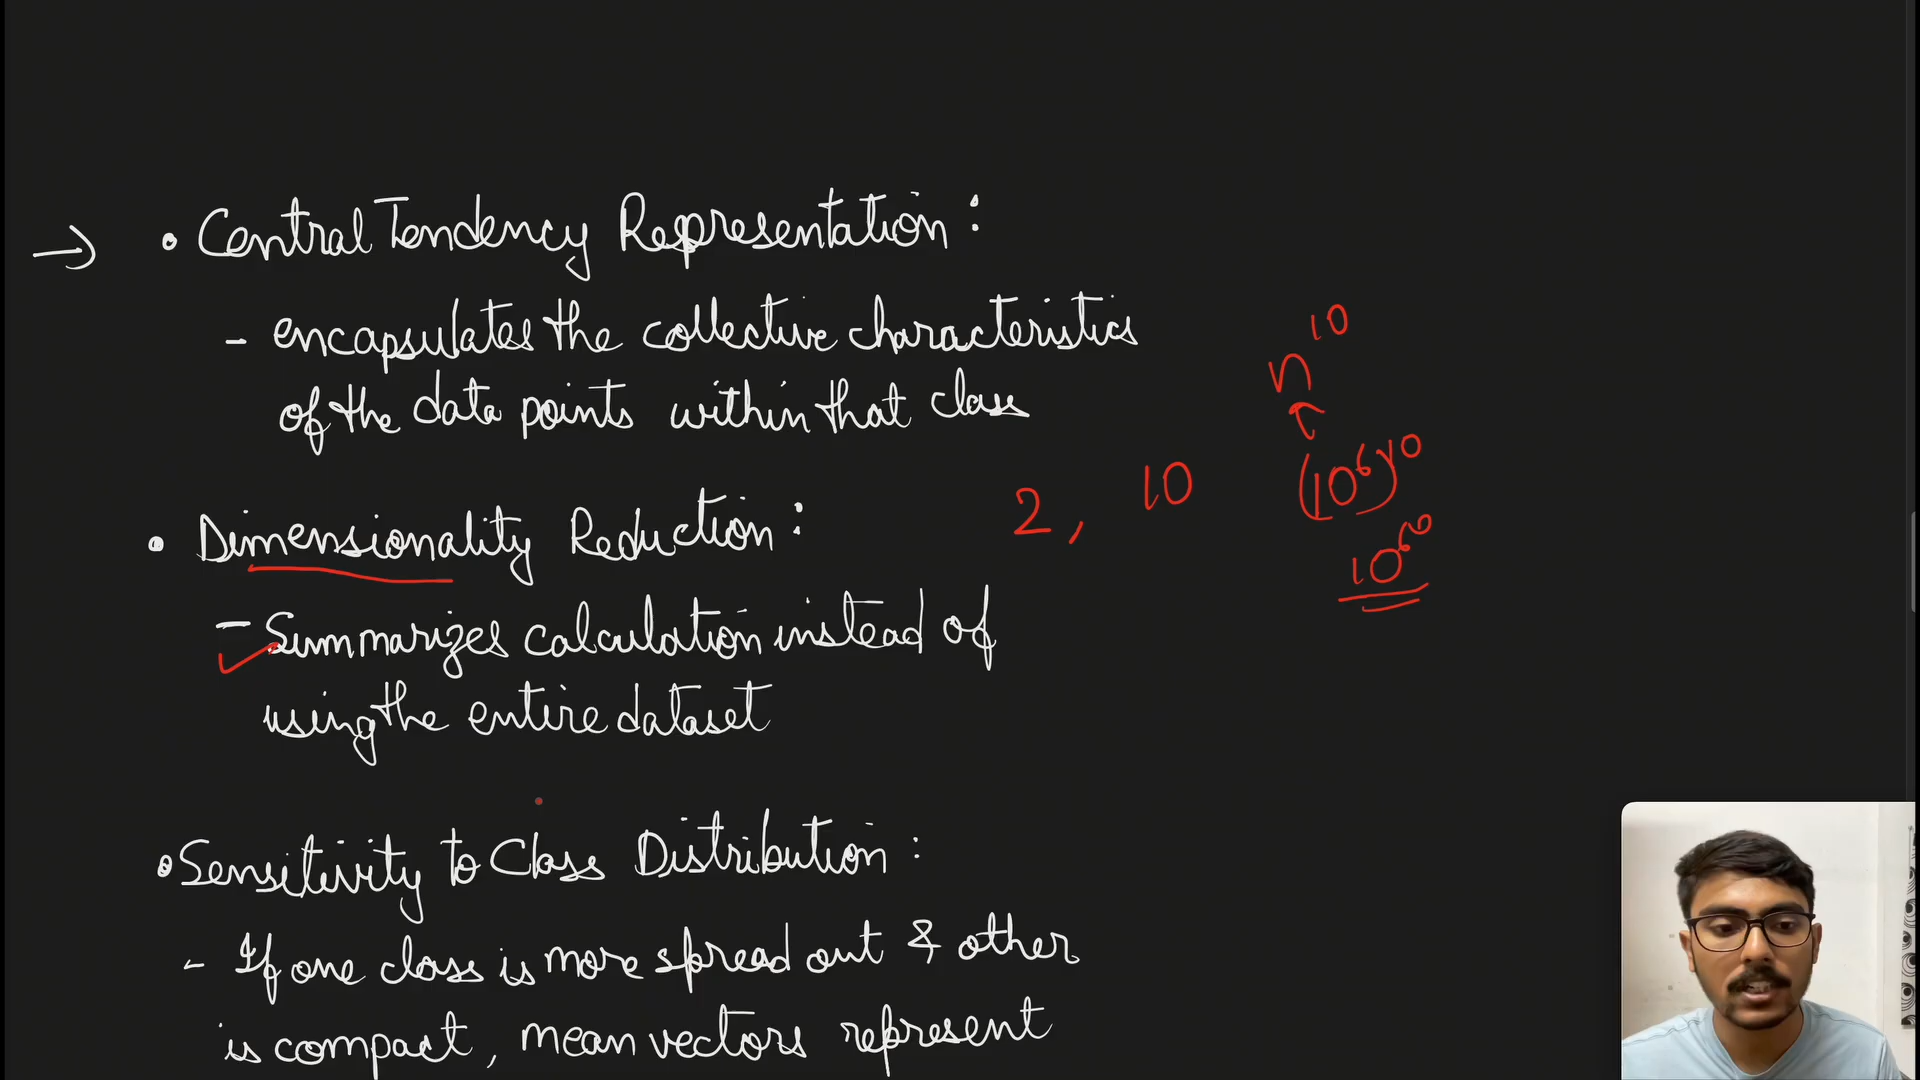 → • Central Tendency Representation:
- encapsulates the collective characteristics
of the data points within that class
n^10
(10^6)^10
10^60
2, 10
• Dimensionality Reduction:
- Summarizes calculation instead of
using the entire dataset
• Sensitivity to Class Distribution:
- If one class is more spread out & other
is compact, mean vectors represent